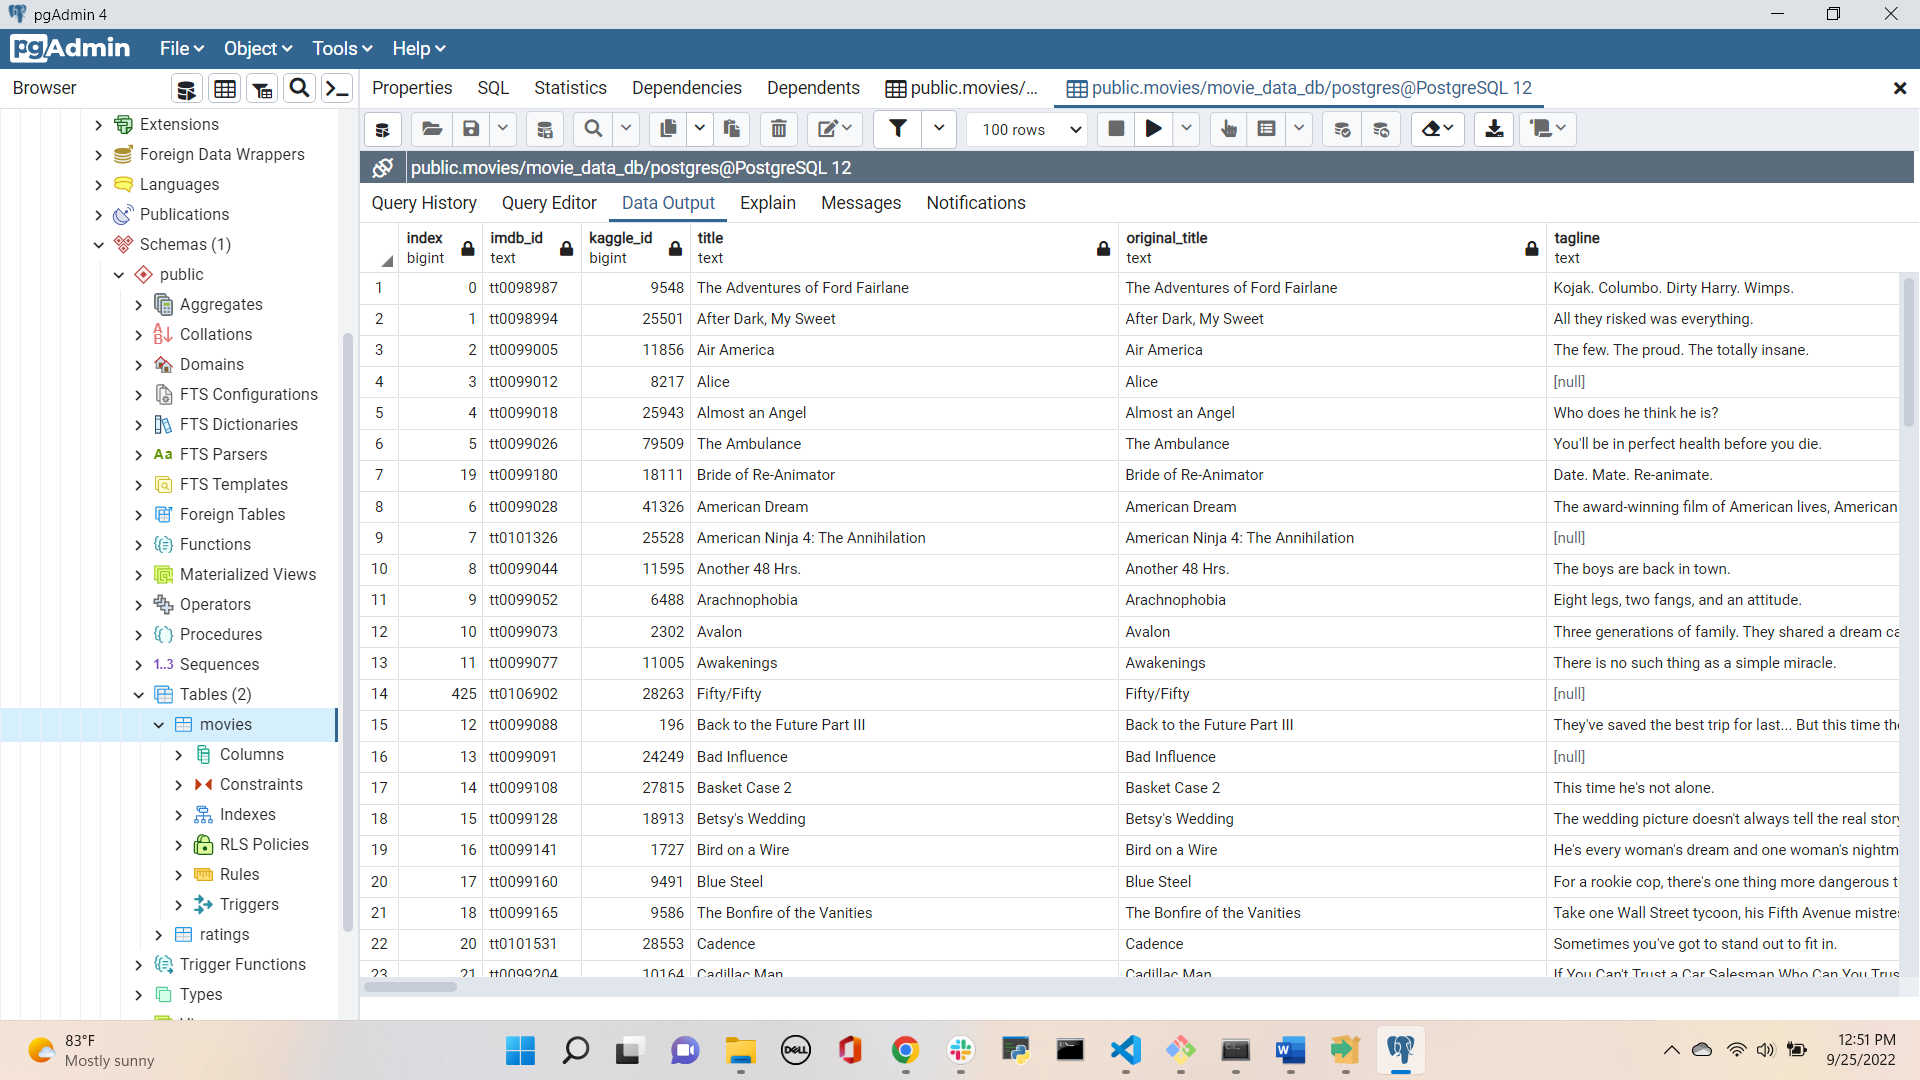 pgAdmin 4
pgAdmin File Object Tools Help
Browser
Properties SQL Statistics Dependencies Dependents public.movies/... public.movies/movie_data_db/postgres@PostgreSQL 12
100 rows
public.movies/movie_data_db/postgres@PostgreSQL 12
Query History Query Editor Data Output Explain Messages Notifications
Extensions
Foreign Data Wrappers
Languages
Publications
Schemas (1)
public
Aggregates
Collations
Domains
FTS Configurations
FTS Dictionaries
Aa FTS Parsers
FTS Templates
Foreign Tables
Functions
Materialized Views
Operators
Procedures
1..3 Sequences
Tables (2)
movies
Columns
Constraints
Indexes
RLS Policies
Rules
Triggers
ratings
Trigger Functions
Types
index imdb_id kaggle_id title original_title tagline
bigint text bigint text text text
1 0 tt0098987 9548 The Adventures of Ford Fairlane The Adventures of Ford Fairlane Kojak. Columbo. Dirty Harry. Wimps.
2 1 tt0098994 25501 After Dark, My Sweet After Dark, My Sweet All they risked was everything.
3 2 tt0099005 11856 Air America Air America The few. The proud. The totally insane.
4 3 tt0099012 8217 Alice Alice [null]
5 4 tt0099018 25943 Almost an Angel Almost an Angel Who does he think he is?
6 5 tt0099026 79509 The Ambulance The Ambulance You'll be in perfect health before you die.
7 19 tt0099180 18111 Bride of Re-Animator Bride of Re-Animator Date. Mate. Re-animate.
8 6 tt0099028 41326 American Dream American Dream The award-winning film of American lives, American
9 7 tt0101326 25528 American Ninja 4: The Annihilation American Ninja 4: The Annihilation [null]
10 8 tt0099044 11595 Another 48 Hrs. Another 48 Hrs. The boys are back in town.
11 9 tt0099052 6488 Arachnophobia Arachnophobia Eight legs, two fangs, and an attitude.
12 10 tt0099073 2302 Avalon Avalon Three generations of family. They shared a dream ca
13 11 tt0099077 11005 Awakenings Awakenings There is no such thing as a simple miracle.
14 425 tt0106902 28263 Fifty/Fifty Fifty/Fifty [null]
15 12 tt0099088 196 Back to the Future Part III Back to the Future Part III They've saved the best trip for last... But this time the
16 13 tt0099091 24249 Bad Influence Bad Influence [null]
17 14 tt0099108 27815 Basket Case 2 Basket Case 2 This time he's not alone.
18 15 tt0099128 18913 Betsy's Wedding Betsy's Wedding The wedding picture doesn't always tell the real story
19 16 tt0099141 1727 Bird on a Wire Bird on a Wire He's every woman's dream and one woman's nightm
20 17 tt0099160 9491 Blue Steel Blue Steel For a rookie cop, there's one thing more dangerous t
21 18 tt0099165 9586 The Bonfire of the Vanities The Bonfire of the Vanities Take one Wall Street tycoon, his Fifth Avenue mistre
22 20 tt0101531 28553 Cadence Cadence Sometimes you've got to stand out to fit in.
23 21 tt0099204 10164 Cadillac Man Cadillac Man If You Can't Trust a Car Salesman Who Can You Trus
83°F
Mostly sunny
DELL
12:51 PM
9/25/2022